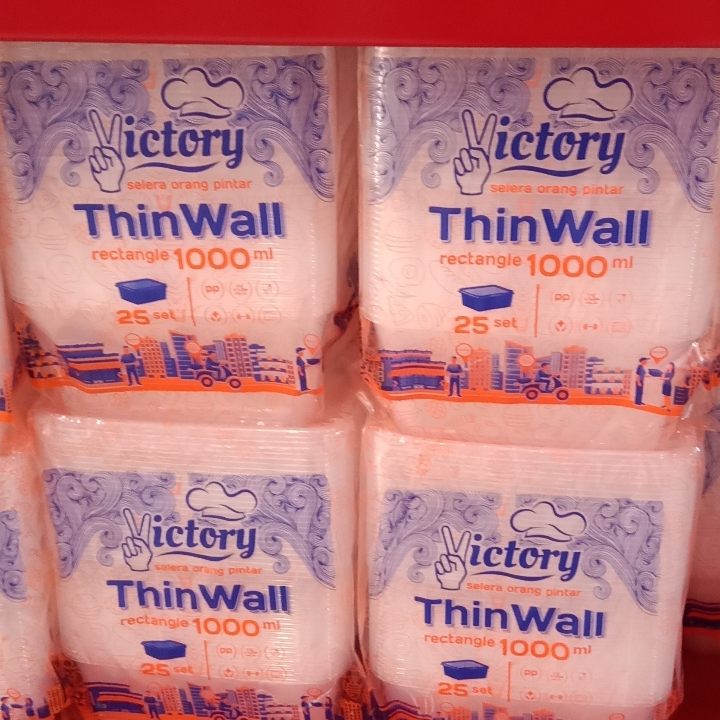 Victory
selera orang pintar
ThinWall
rectangle 1000 ml
25 set
PP
Victory
selera orang pintar
ThinWall
rectangle 1000 ml
25 set
PP
Victory
selera orang pintar
ThinWall
rectangle 1000 ml
25 set
PP
Victory
selera orang pintar
ThinWall
rectangle 1000 ml
25 set
PP